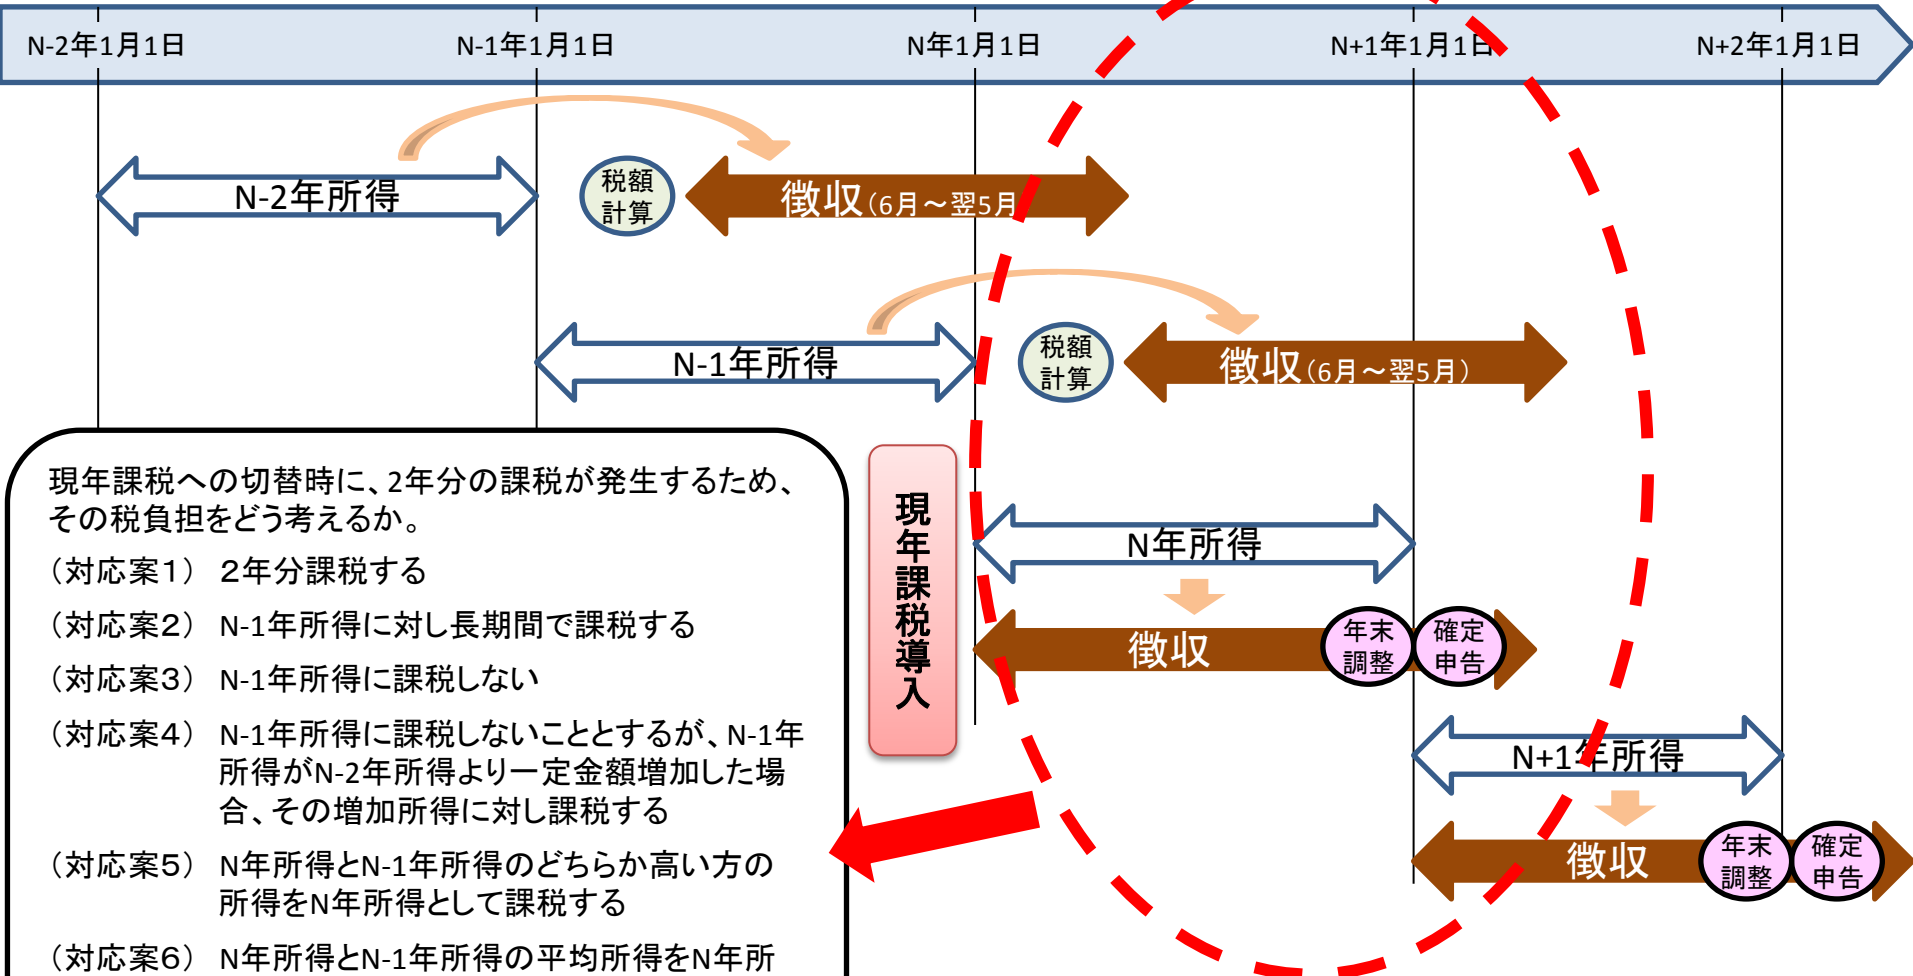 N-2年1月1日
N-1年1月1日
N年1月1日
N+1年1月1日
N+2年1月1日
N-2年所得
税額
計算
徴収（6月～翌5月
N-1年所得
税額
計算
徴収（6月～翌5月）
現年課税導入
N年所得
徴収
年末
調整
確定
申告
N+1年所得
徴収
年末
調整
確定
申告
現年課税への切替時に、2年分の課税が発生するため、
その税負担をどう考えるか。
（対応案１） ２年分課税する
（対応案２） N-1年所得に対し長期間で課税する
（対応案３） N-1年所得に課税しない
（対応案４） N-1年所得に課税しないこととするが、N-1年
所得がN-2年所得より一定金額増加した場
合、その増加所得に対し課税する
（対応案５） N年所得とN-1年所得のどちらか高い方の
所得をN年所得として課税する
（対応案６） N年所得とN-1年所得の平均所得をN年所